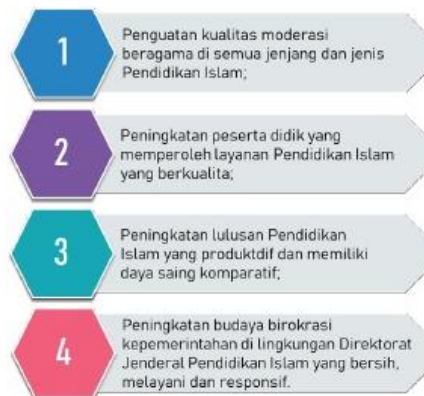 1
Penguatan kualitas moderasi
beragama di semua jenjang dan jenis
Pendidikan Islam;
2
Peningkatan peserta didik yang
memperoleh layanan Pendidikan Islam
yang berkualita;
3
Peningkatan lulusan Pendidikan
Islam yang produktdif dan memiliki
daya saing komparatif;
4
Peningkatan budaya birokrasi
kepemerintahan di lingkungan Direktorat
Jenderal Pendidikan Islam yang bersih,
melayani dan responsif.